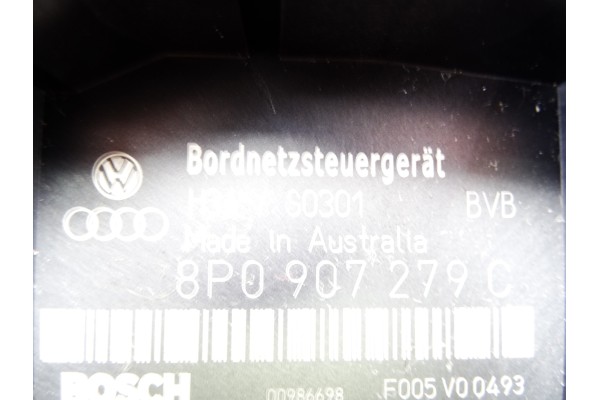 Bordnetzsteuergerät
60301 BVB
Made in Australia
8P0 907 279 C
BOSCH 00986698 F005 V0 0493